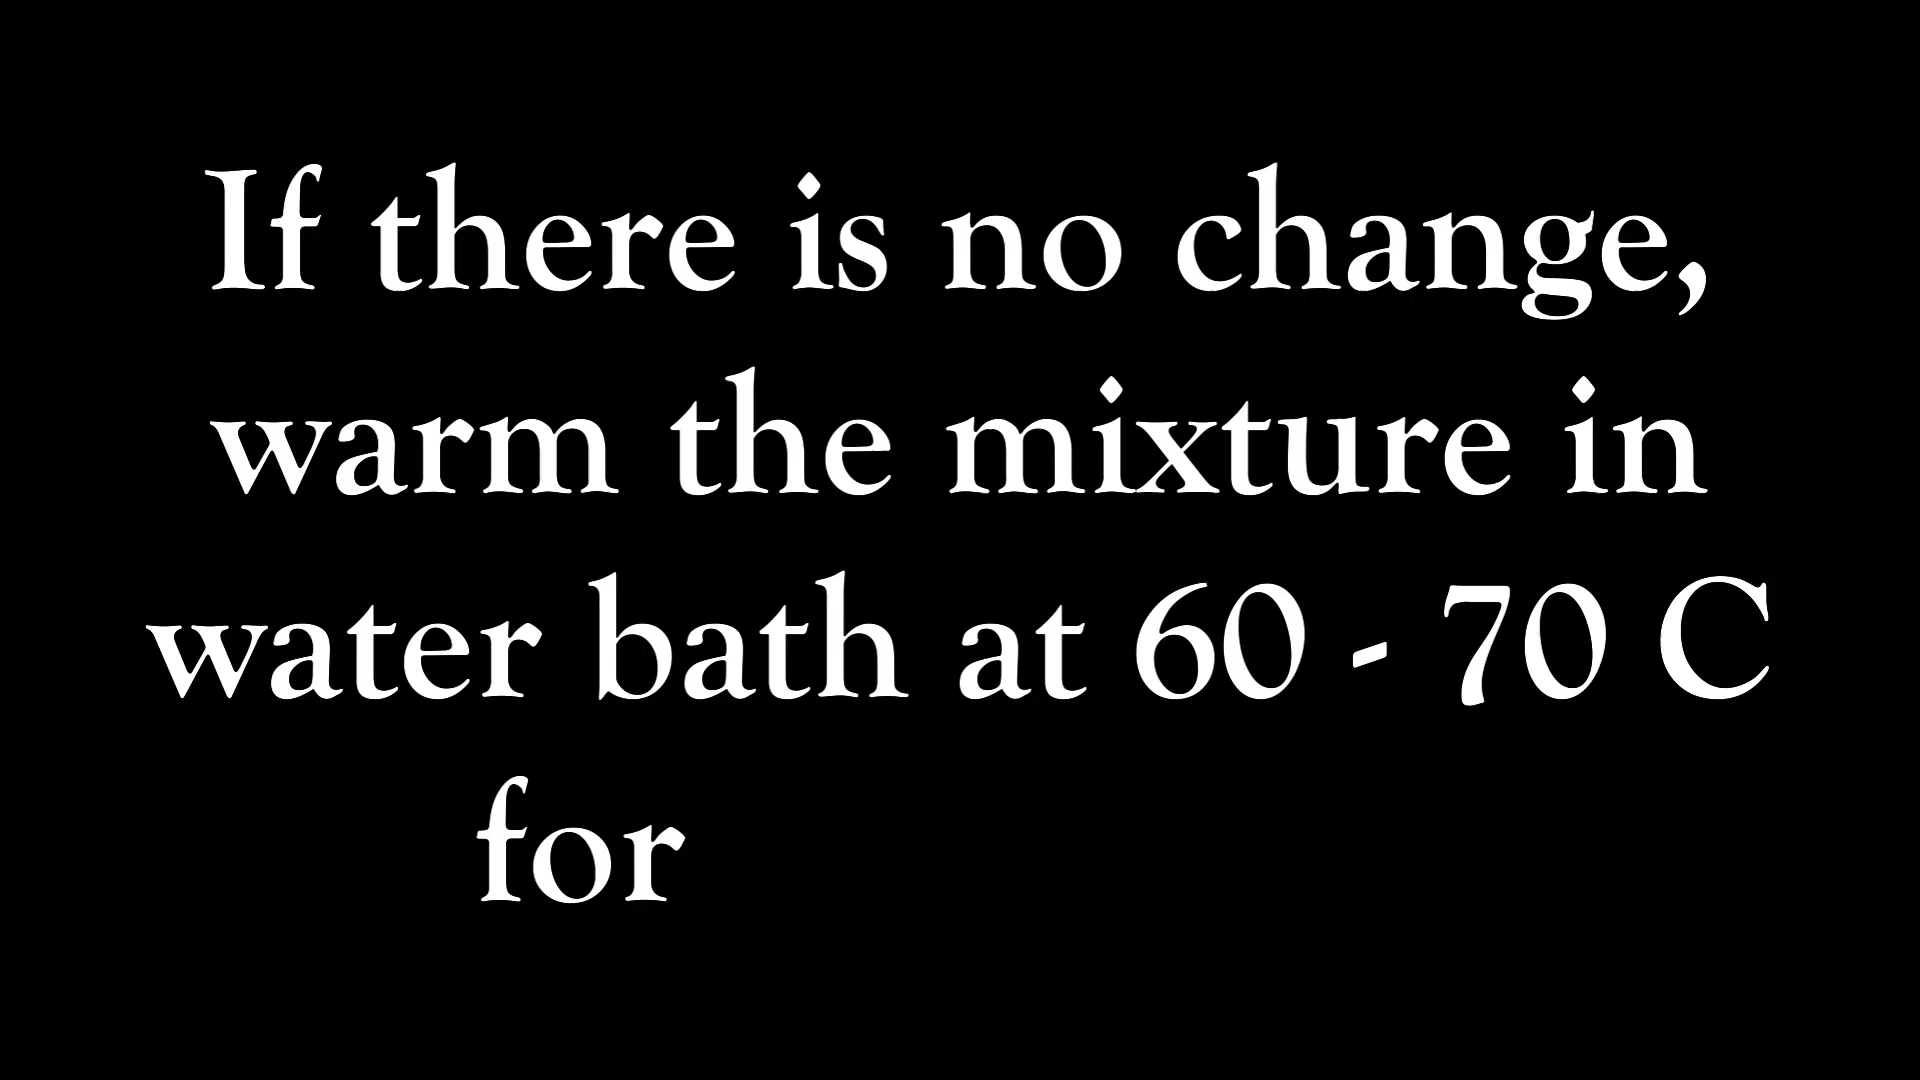 If there is no change,
warm the mixture in
water bath at 60 - 70 C
for